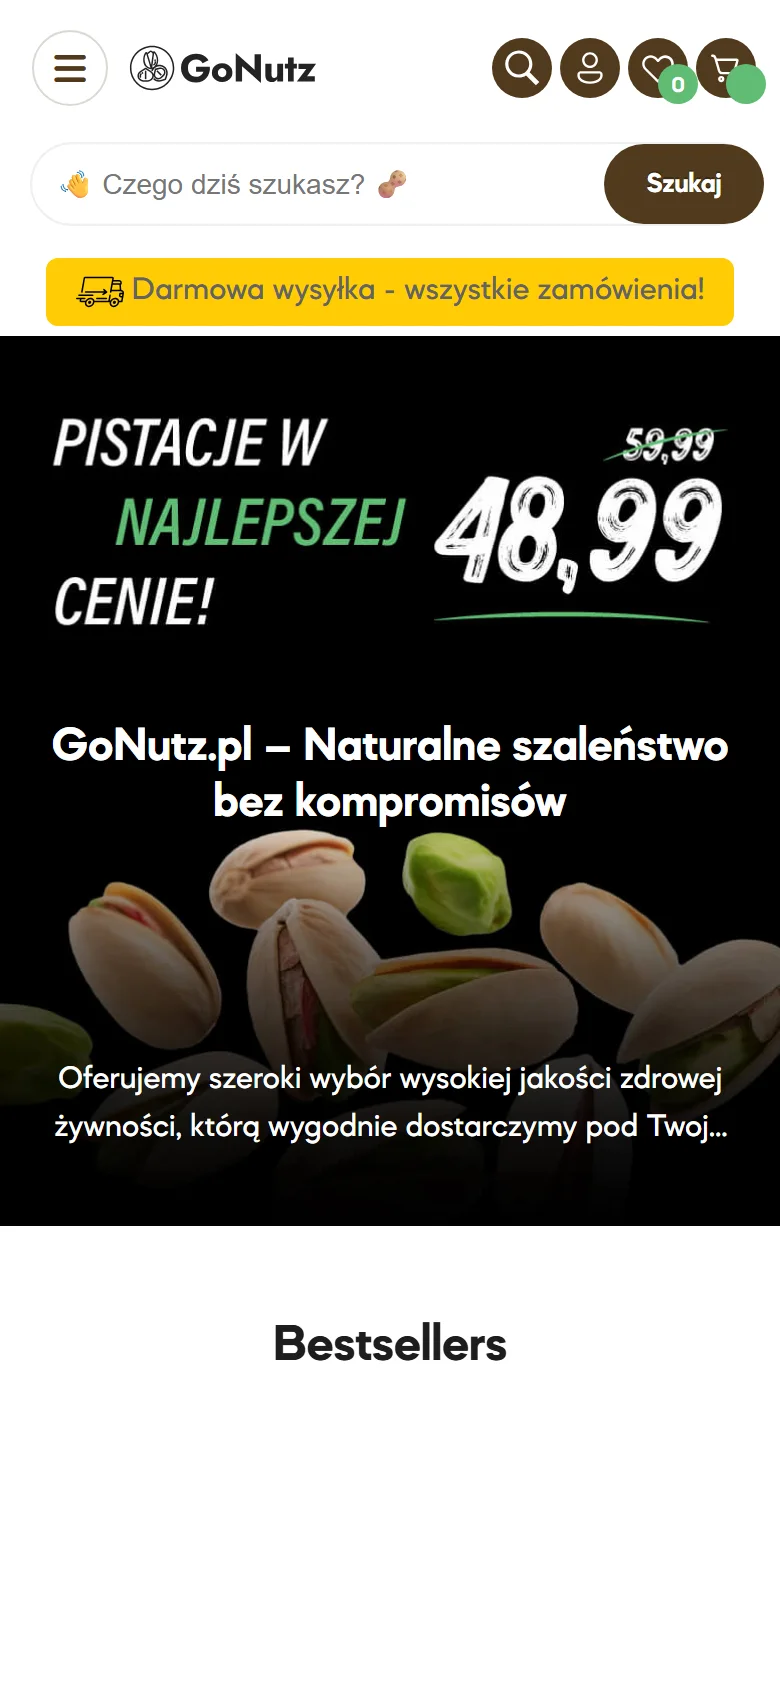 GoNutz
0
👋 Czego dziś szukasz? 🥜
Szukaj
Darmowa wysyłka - wszystkie zamówienia!
PISTACJE W
NAJLEPSZEJ
CENIE!
59,99
48,99
GoNutz.pl – Naturalne szaleństwo
bez kompromisów
Oferujemy szeroki wybór wysokiej jakości zdrowej
żywności, którą wygodnie dostarczymy pod Twoj...
Bestsellers